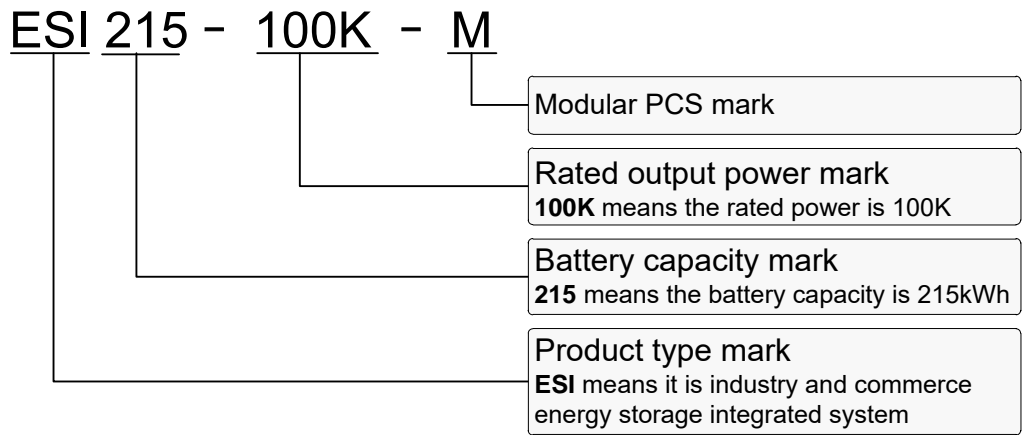 ESI 215 - 100K - M
Modular PCS mark
Rated output power mark
100K means the rated power is 100K
Battery capacity mark
215 means the battery capacity is 215kWh
Product type mark
ESI means it is industry and commerce
energy storage integrated system